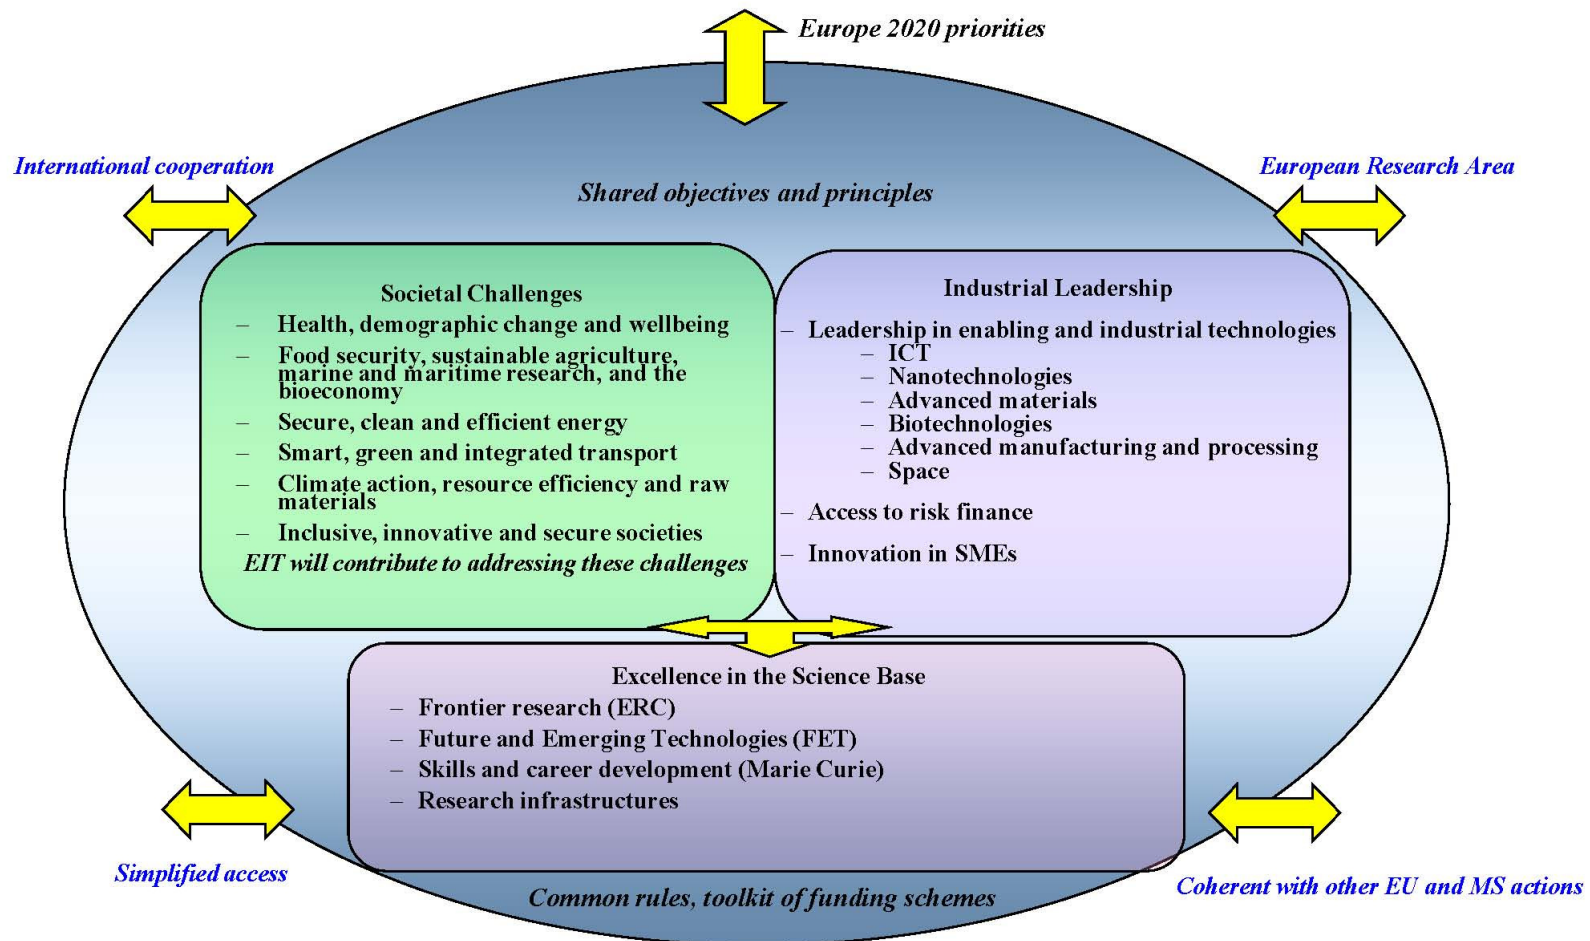 Europe 2020 priorities
International cooperation
European Research Area
Shared objectives and principles
Societal Challenges
– Health, demographic change and wellbeing
– Food security, sustainable agriculture,
marine and maritime research, and the
bioeconomy
– Secure, clean and efficient energy
– Smart, green and integrated transport
– Climate action, resource efficiency and raw
materials
– Inclusive, innovative and secure societies
EIT will contribute to addressing these challenges
Industrial Leadership
– Leadership in enabling and industrial technologies
– ICT
– Nanotechnologies
– Advanced materials
– Biotechnologies
– Advanced manufacturing and processing
– Space
– Access to risk finance
– Innovation in SMEs
Excellence in the Science Base
– Frontier research (ERC)
– Future and Emerging Technologies (FET)
– Skills and career development (Marie Curie)
– Research infrastructures
Simplified access
Coherent with other EU and MS actions
Common rules, toolkit of funding schemes